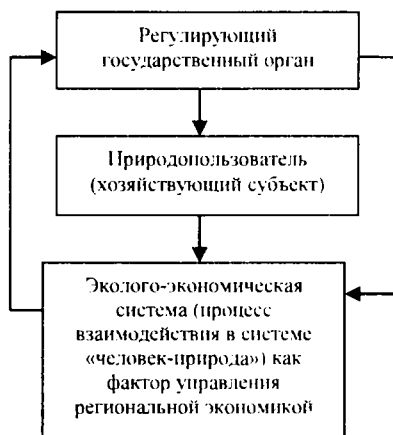 Регулирующий
государственный орган
Природопользователь
(хозяйствующий субъект)
Эколого-экономическая
система (процесс
взаимодействия в системе
«человек-природа») как
фактор управления
региональной экономикой